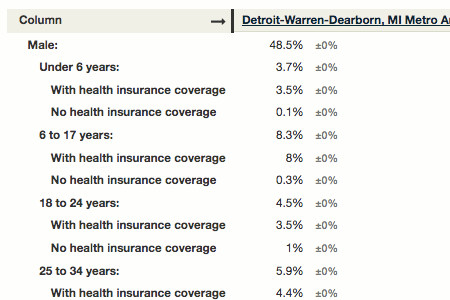 Column → Detroit-Warren-Dearborn, MI Metro
Male: 48.5% ±0%
Under 6 years: 3.7% ±0%
With health insurance coverage 3.5% ±0%
No health insurance coverage 0.1% ±0%
6 to 17 years: 8.3% ±0%
With health insurance coverage 8% ±0%
No health insurance coverage 0.3% ±0%
18 to 24 years: 4.5% ±0%
With health insurance coverage 3.5% ±0%
No health insurance coverage 1% ±0%
25 to 34 years: 5.9% ±0%
With health insurance coverage 4.4% ±0%